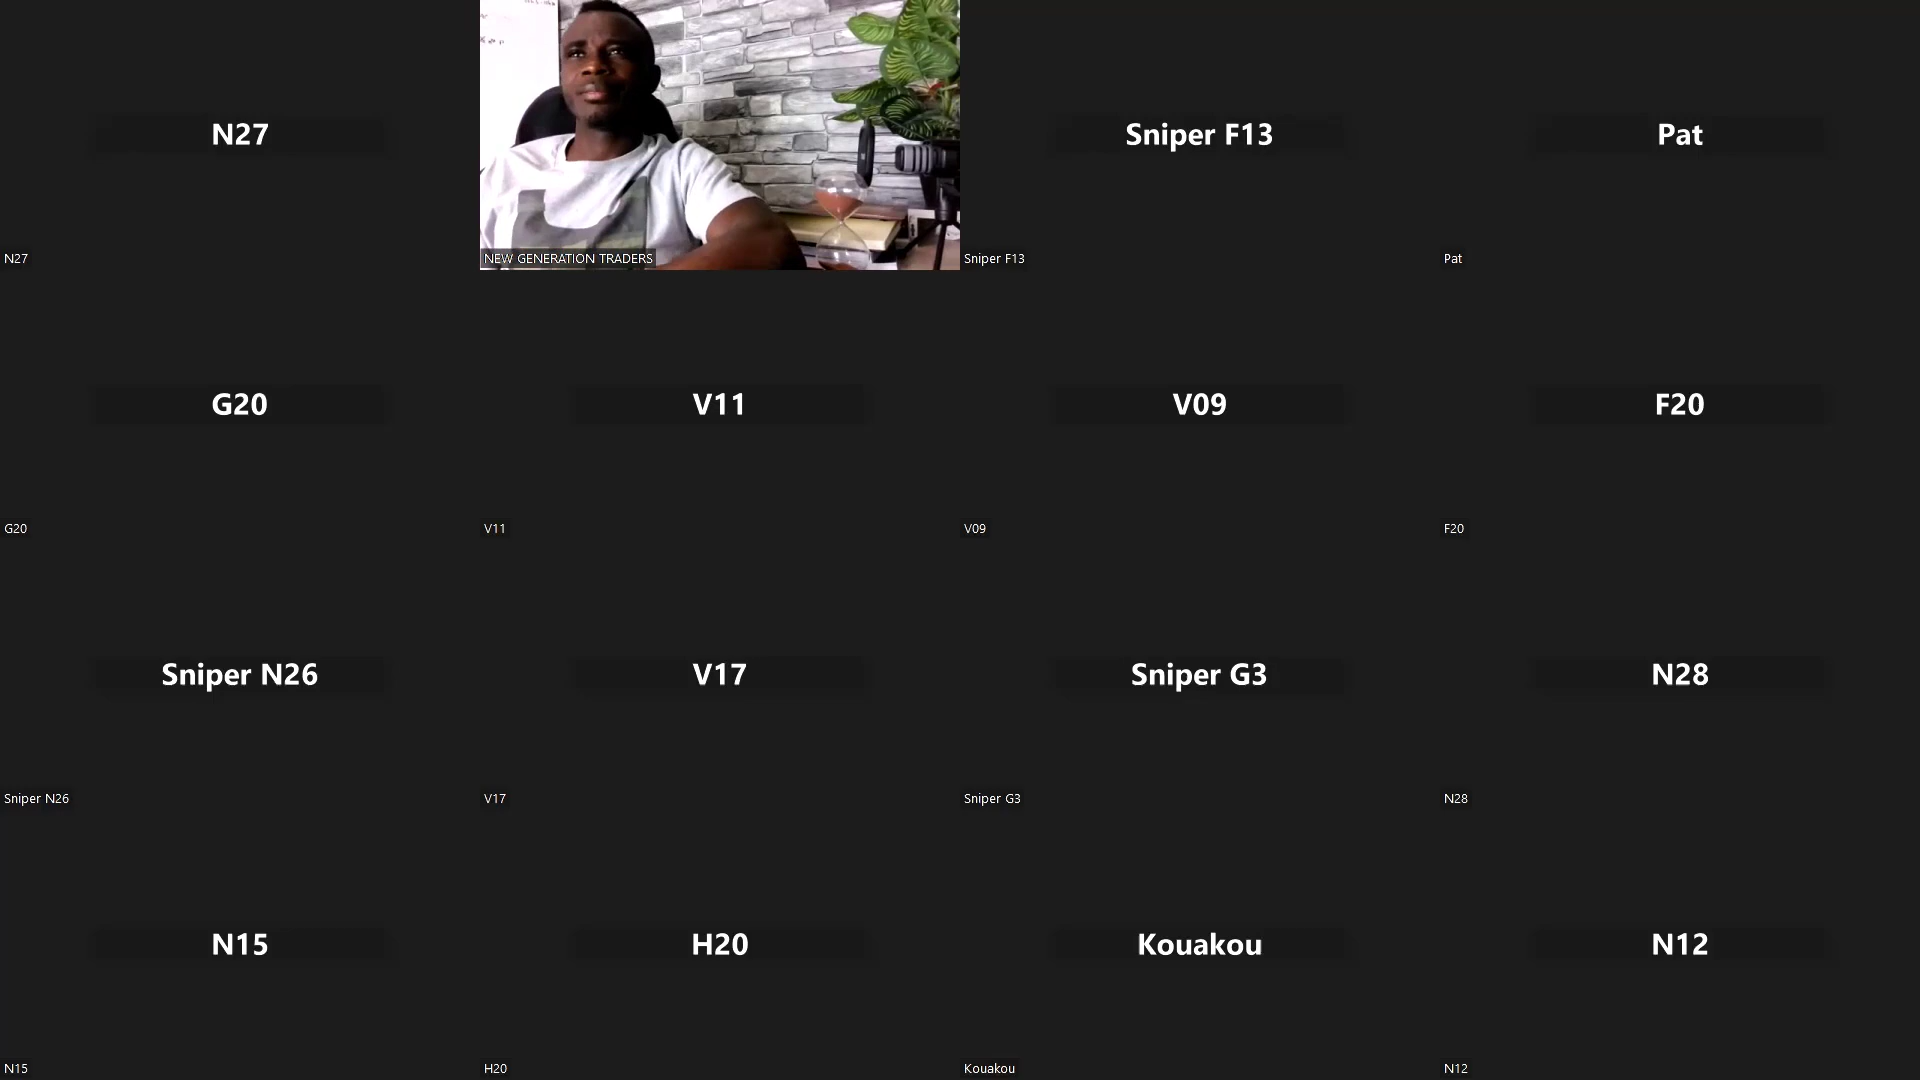 N27
N27
NEW GENERATION TRADERS
Sniper F13
Sniper F13
Pat
Pat
G20
G20
V11
V11
V09
V09
F20
F20
Sniper N26
Sniper N26
V17
V17
Sniper G3
Sniper G3
N28
N28
N15
N15
H20
H20
Kouakou
Kouakou
N12
N12